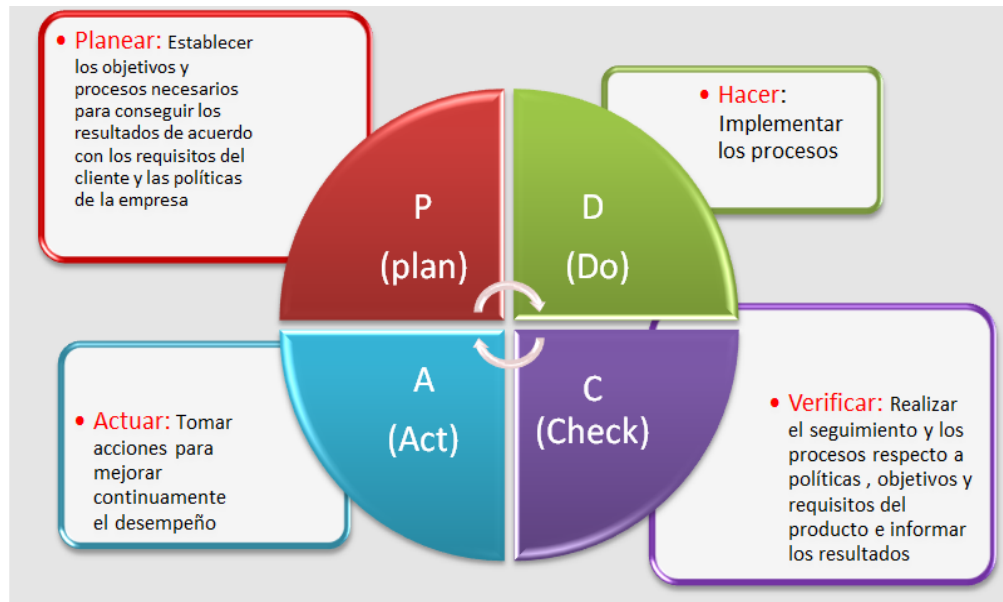 • Planear: Establecer
los objetivos y
procesos necesarios
para conseguir los
resultados de acuerdo
con los requisitos del
cliente y las políticas
de la empresa
• Hacer:
Implementar
los procesos
P
(plan)
D
(Do)
A
(Act)
C
(Check)
• Actuar: Tomar
acciones para
mejorar
continuamente
el desempeño
• Verificar: Realizar
el seguimiento y los
procesos respecto a
políticas , objetivos y
requisitos del
producto e informar
los resultados